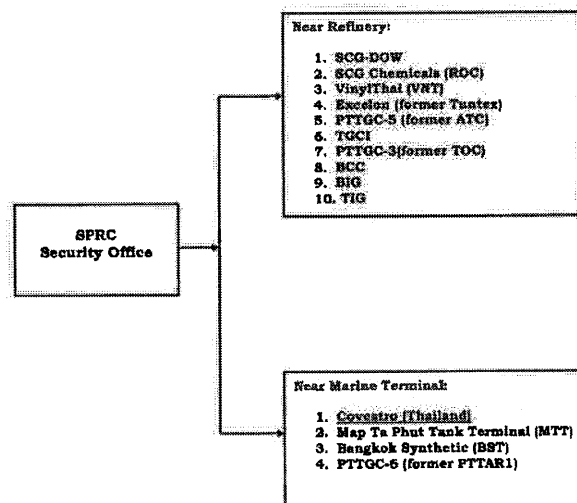 Near Refinery:
1. SCG-DOW
2. SCG Chemicals (ROC)
3. VinylThai (VNT)
4. Excelon (former Tuntex)
5. PTTGC-5 (former ATC)
6. TGCI
7. PTTGC-3(former TOC)
8. BCC
9. BIG
10. TIG
SPRC
Security Office
Near Marine Terminal:
1. Covestro (Thailand)
2. Map Ta Phut Tank Terminal (MTT)
3. Bangkok Synthetic (BST)
4. PTTGC-6 (former PTTAR1)